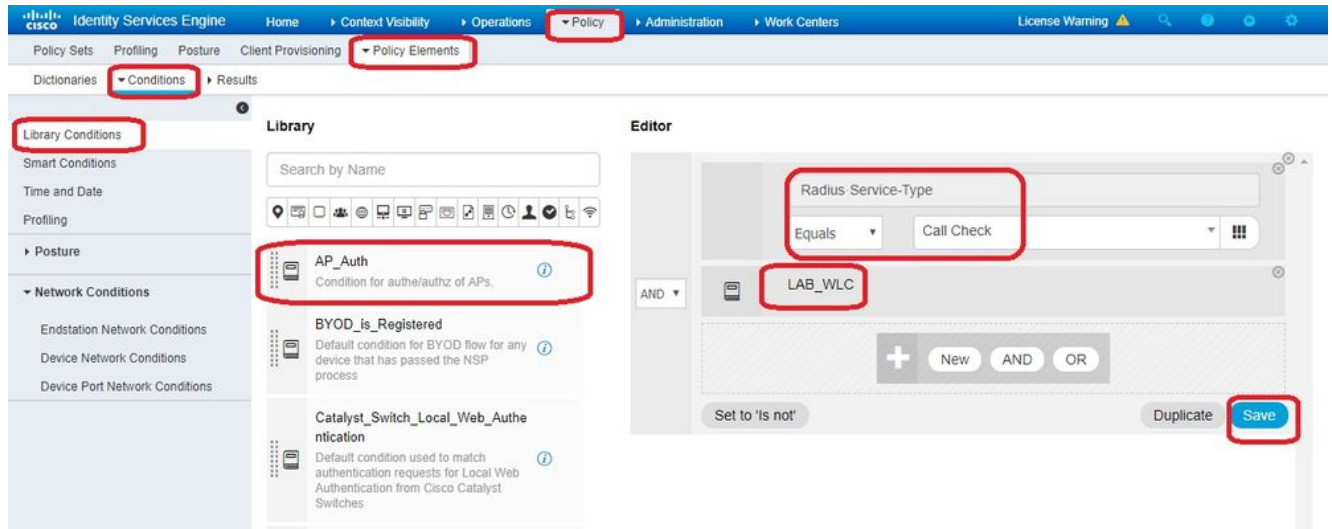 cisco Identity Services Engine Home Context Visibility Operations Policy Administration Work Centers License Warning
Policy Sets Profiling Posture Client Provisioning Policy Elements
Dictionaries Conditions Results
Library Conditions
Smart Conditions
Time and Date
Profiling
Posture
Network Conditions
Endstation Network Conditions
Device Network Conditions
Device Port Network Conditions
Library
Search by Name
AP_Auth
Condition for authe/authz of APs.
BYOD_is_Registered
Default condition for BYOD flow for any
device that has passed the NSP
process
Catalyst_Switch_Local_Web_Authe
ntication
Default condition used to match
authentication requests for Local Web
Authentication from Cisco Catalyst
Switches
Editor
Radius·Service-Type
Equals Call Check
AND
LAB_WLC
New AND OR
Set to 'Is not' Duplicate Save